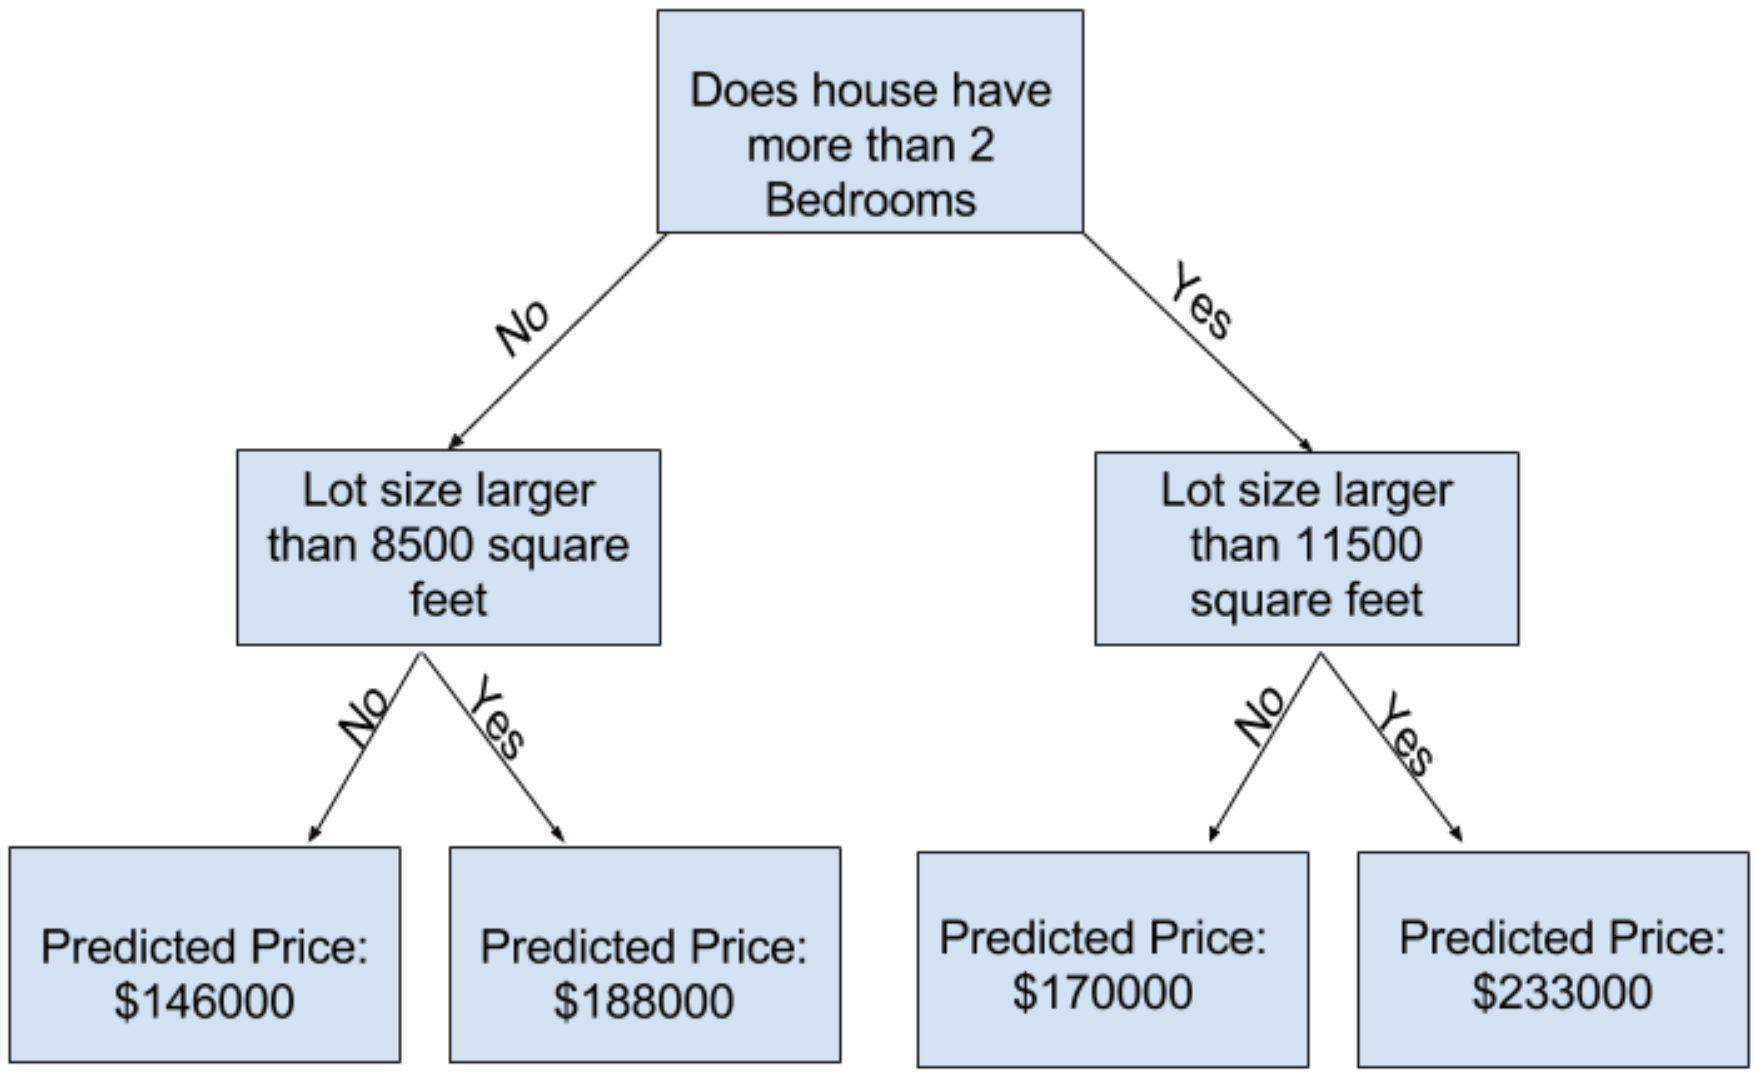 Does house have
more than 2
Bedrooms
No
Yes
Lot size larger
than 8500 square
feet
Lot size larger
than 11500
square feet
No
Yes
No
Yes
Predicted Price:
$146000
Predicted Price:
$188000
Predicted Price:
$170000
Predicted Price:
$233000